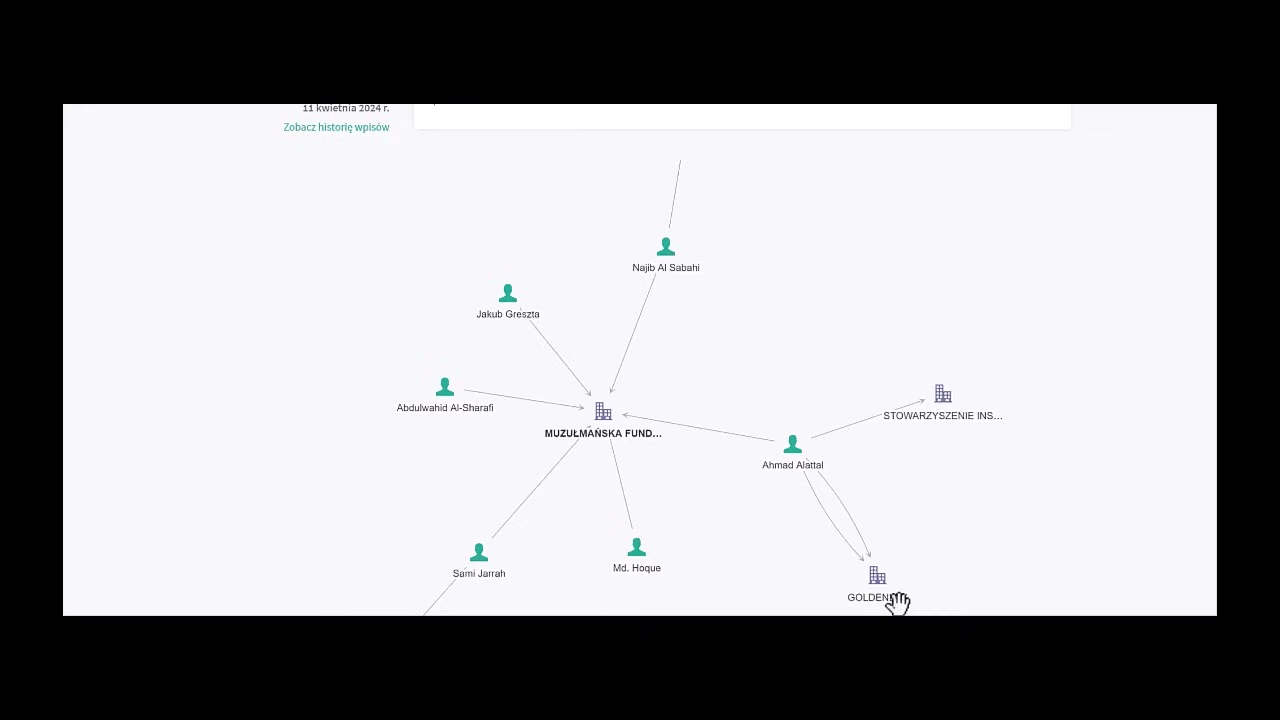 11 kwietnia 2024 r.
Zobacz historię wpisów
Najib Al Sabahi
Jakub Greszta
Abdulwahid Al-Sharafi
STOWARZYSZENIE INS...
MUZUŁMAŃSKA FUND...
Ahmad Alattal
Md. Hoque
Sami Jarrah
GOLDEN